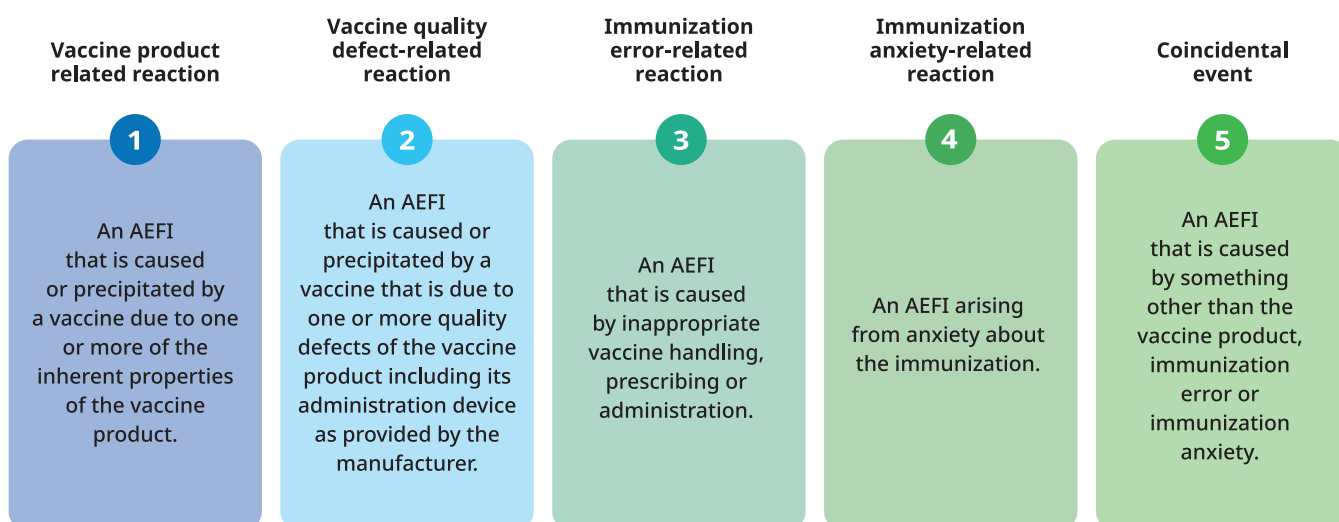 Vaccine product
related reaction
1
An AEFI
that is caused
or precipitated by
a vaccine due to one
or more of the
inherent properties
of the vaccine
product.
Vaccine quality
defect-related
reaction
2
An AEFI
that is caused or
precipitated by a
vaccine that is due to
one or more quality
defects of the vaccine
product including its
administration device
as provided by the
manufacturer.
Immunization
error-related
reaction
3
An AEFI
that is caused
by inappropriate
vaccine handling,
prescribing or
administration.
Immunization
anxiety-related
reaction
4
An AEFI arising
from anxiety about
the immunization.
Coincidental
event
5
An AEFI
that is caused
by something
other than the
vaccine product,
immunization
error or
immunization
anxiety.